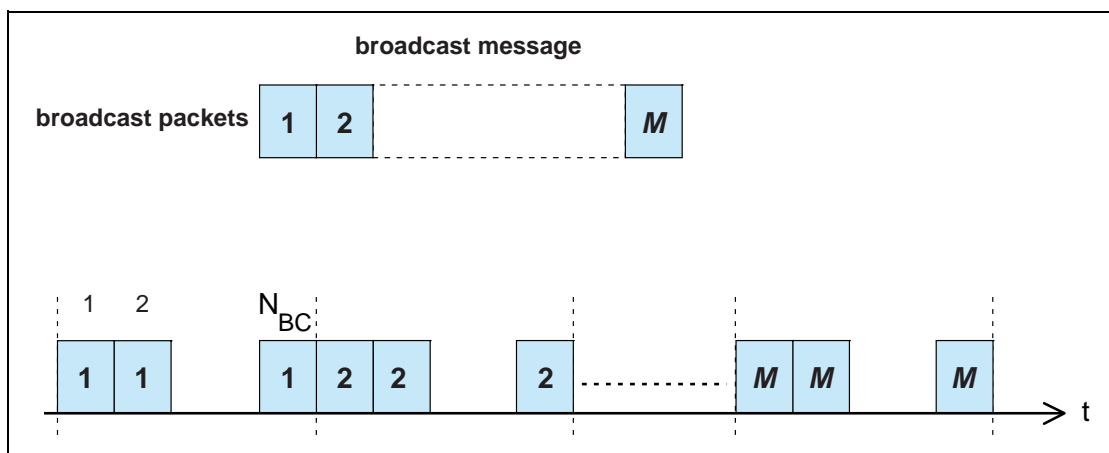 broadcast message
broadcast packets 1 2 M
1 2 N_BC
1 1 1 2 2 2 M M M
t